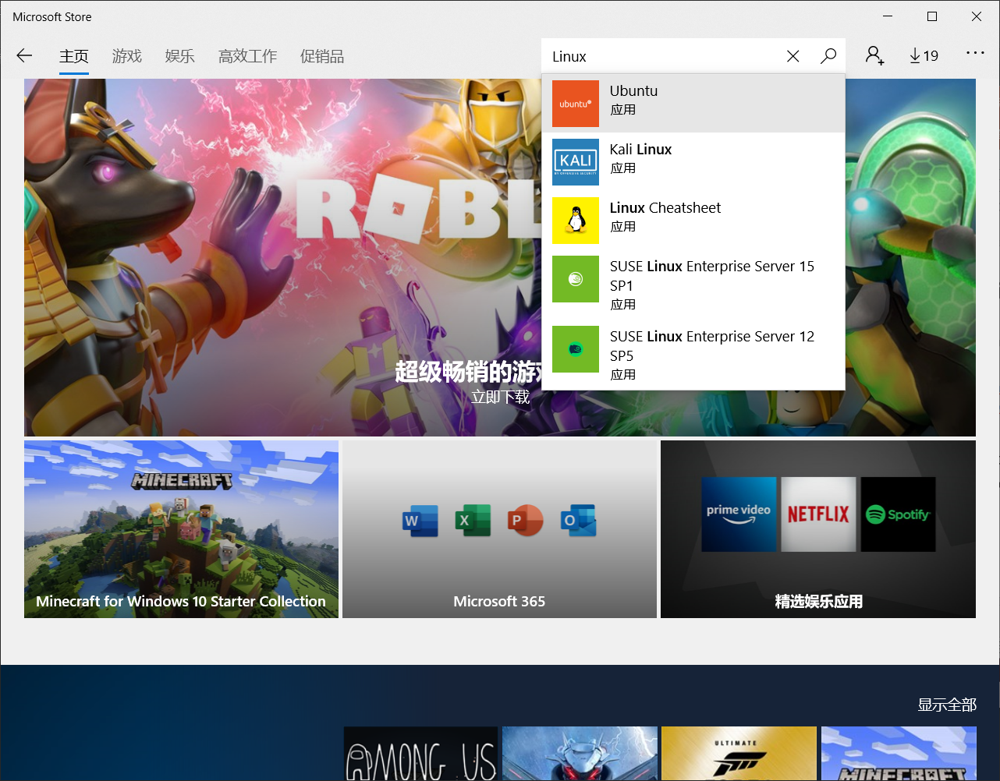 Microsoft Store
主页 游戏 娱乐 高效工作 促销品
Linux
19
Ubuntu
应用
ubuntu®
Kali Linux
应用
KALI
BY OFFENSIVE SECURITY
Linux Cheatsheet
应用
SUSE Linux Enterprise Server 15
SP1
应用
SUSE Linux Enterprise Server 12
SP5
应用
ROBL
超级畅销的游
立即下载
MINECRAFT
Minecraft for Windows 10 Starter Collection
W X P O
Microsoft 365
prime video NETFLIX Spotify
精选娱乐应用
显示全部
AMONG US
ULTIMATE
MINECRAFT